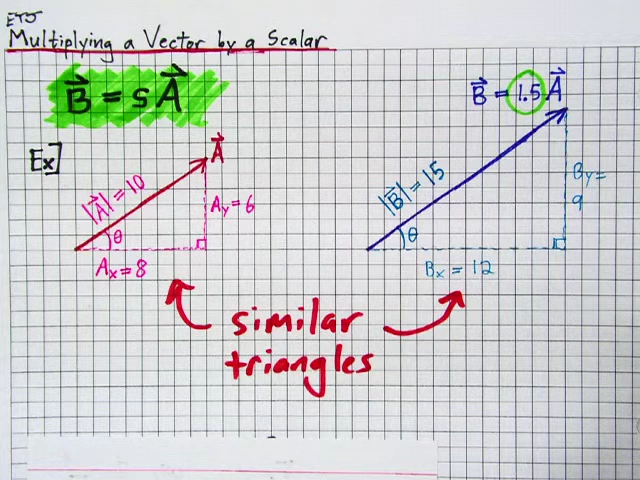 ETJ
Multiplying a Vector by a Scalar
B⃗ = sA⃗
B⃗ = 1.5 A⃗
Ex]
A⃗
|A⃗| = 10
Ay = 6
θ
Ax = 8
|B⃗| = 15
By = 9
θ
Bx = 12
similar
triangles